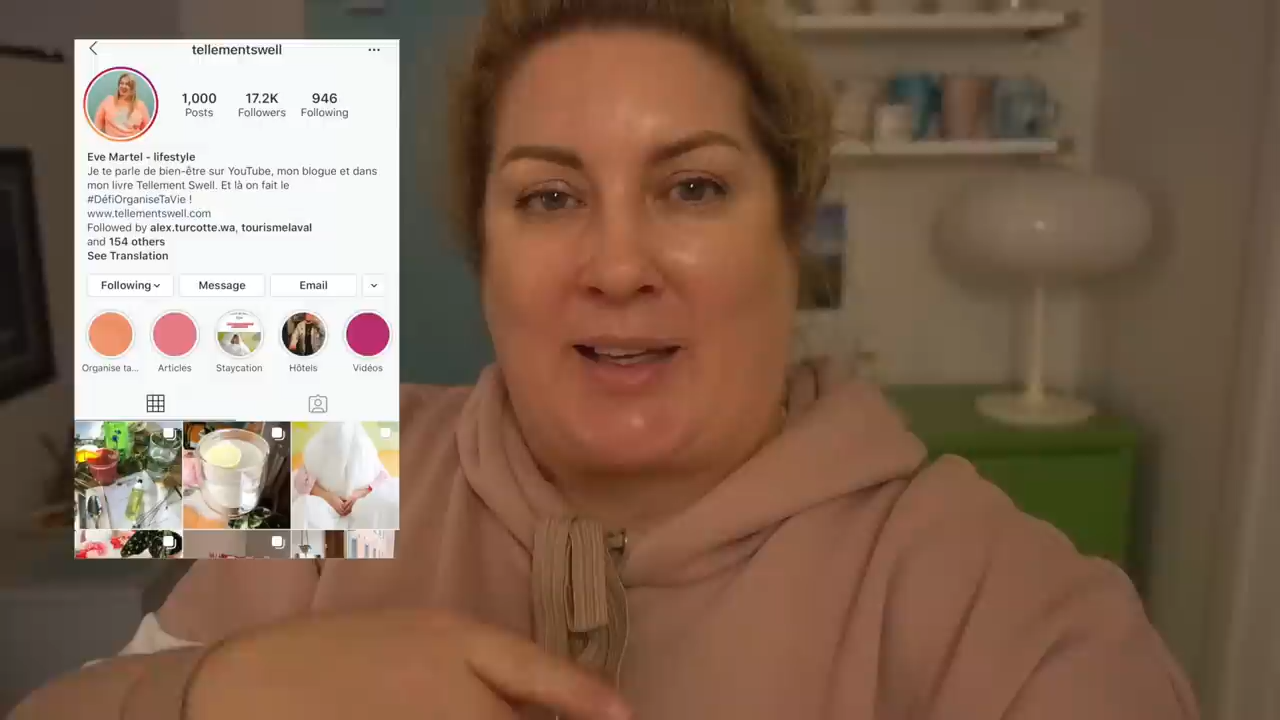 tellementswell
1,000 17.2K 946
Posts Followers Following
Eve Martel - lifestyle
Je te parle de bien-être sur YouTube, mon blogue et dans
mon livre Tellement Swell. Et là on fait le
#DéfiOrganiseTaVie !
www.tellementswell.com
Followed by alex.turcotte.wa, tourismelaval
and 154 others
See Translation
Following Message Email
Organise ta... Articles Staycation Hôtels Vidéos